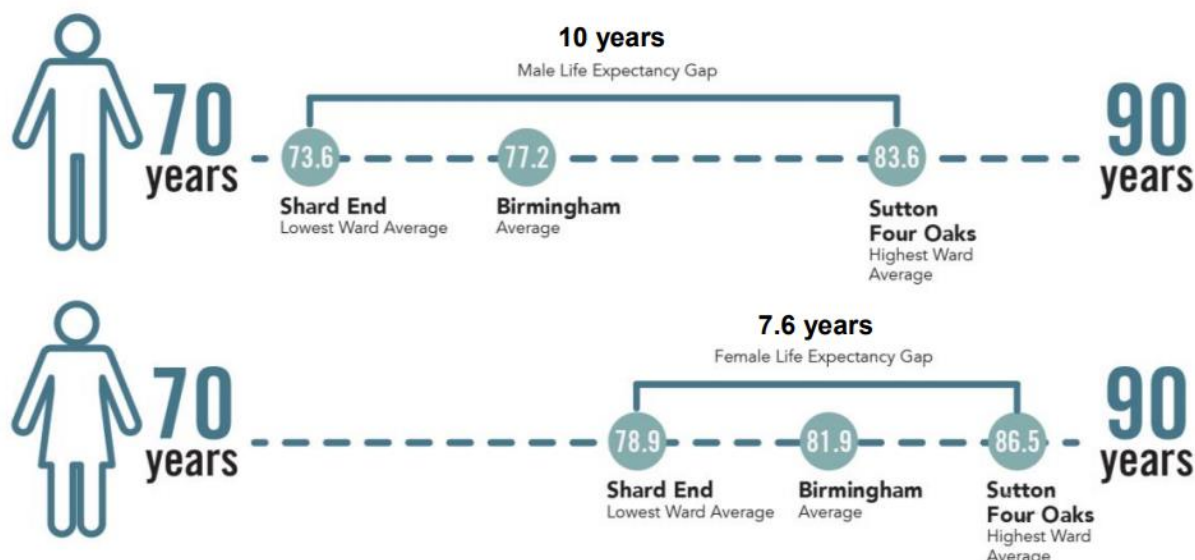 10 years
Male Life Expectancy Gap
70
years
90
years
73.6
77.2
83.6
Shard End
Lowest Ward Average
Birmingham
Average
Sutton
Four Oaks
Highest Ward
Average
7.6 years
Female Life Expectancy Gap
70
years
90
years
78.9
81.9
86.5
Shard End
Lowest Ward Average
Birmingham
Average
Sutton
Four Oaks
Highest Ward
Average